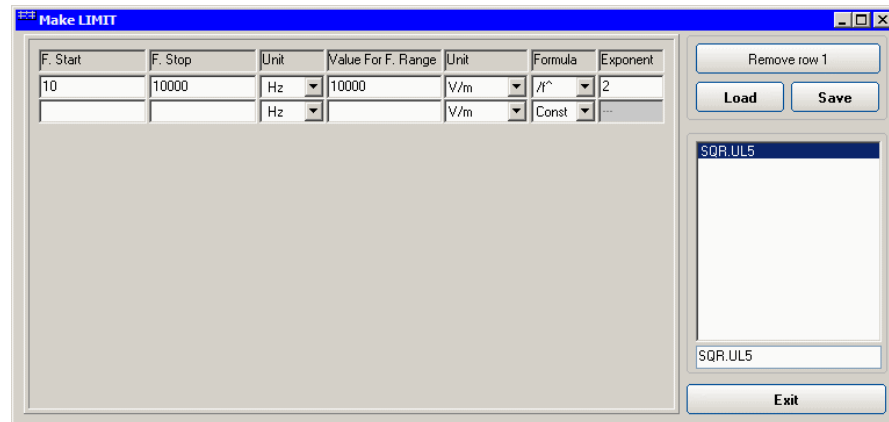 Make LIMIT
F. Start F. Stop Unit Value For F. Range Unit Formula Exponent
10 10000 Hz 10000 V/m /f^ 2
Hz V/m Const ---
Remove row 1
Load Save
SQR.UL5
SQR.UL5
Exit